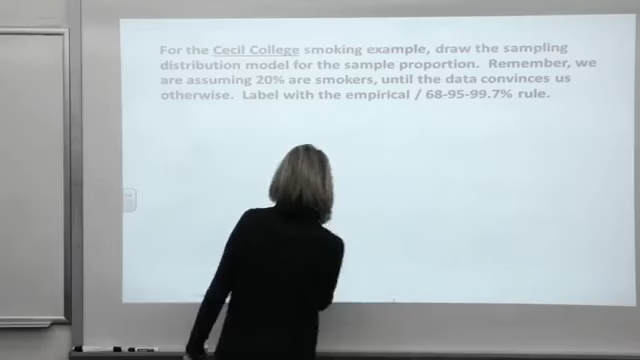 For the Cecil College smoking example, draw the sampling
distribution model for the sample proportion.  Remember, we
are assuming 20% are smokers, until the data convinces us
otherwise.  Label with the empirical / 68-95-99.7% rule.